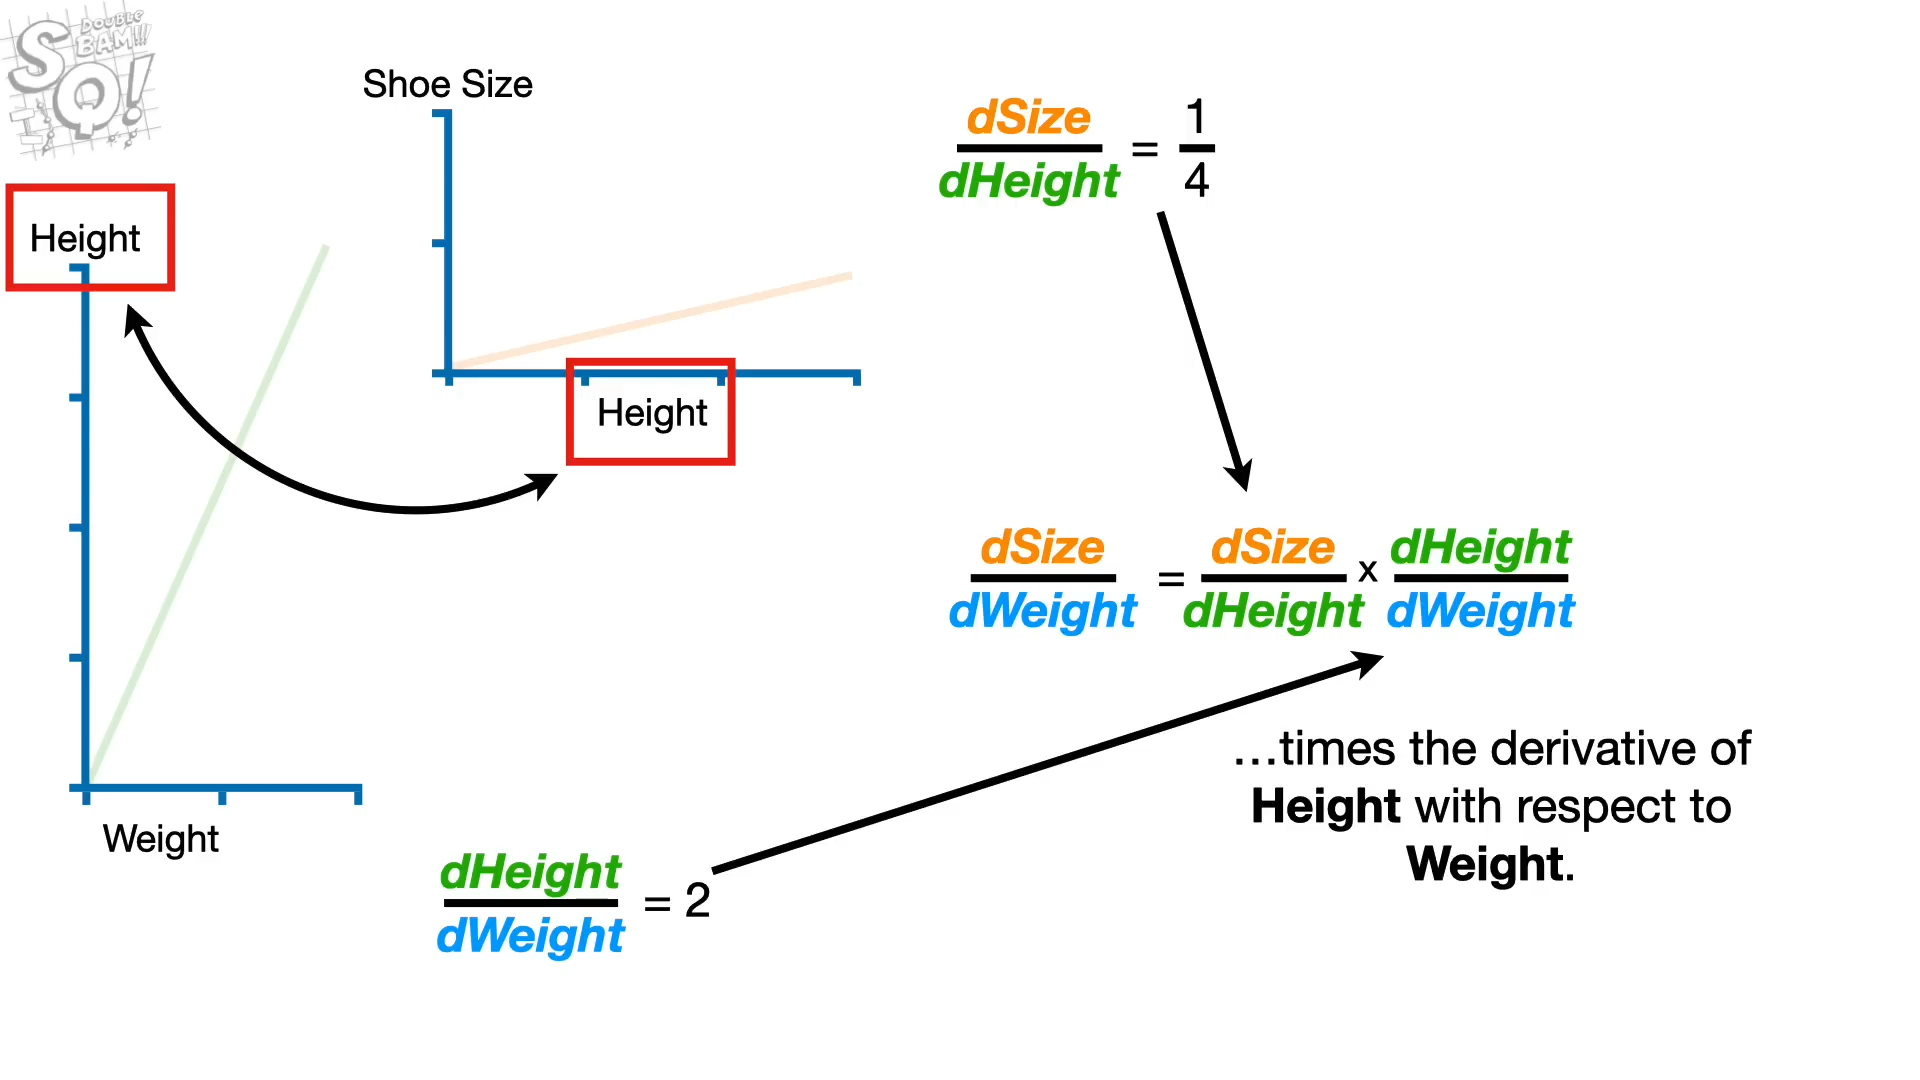 DOUBLE
BAM!!!
SQ!
Shoe Size
Height
Height
Weight
dSize
dHeight
= 1
4
dSize
dWeight
= dSize
dHeight
x dHeight
dWeight
dHeight
dWeight
= 2
...times the derivative of
Height with respect to
Weight.